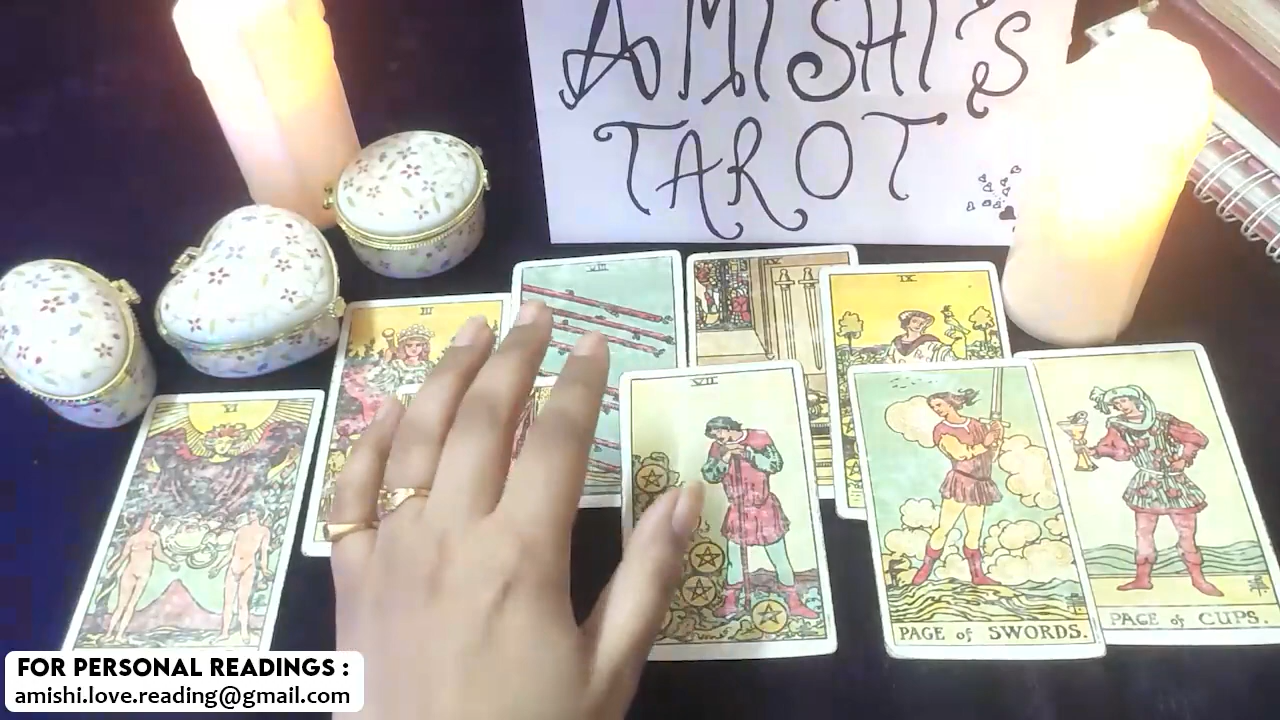 AMISHI's
TAROT
VIII
IV
IX
III
VII
VI
PAGE of SWORDS.
PAGE of CUPS.
FOR PERSONAL READINGS :
amishi.love.reading@gmail.com